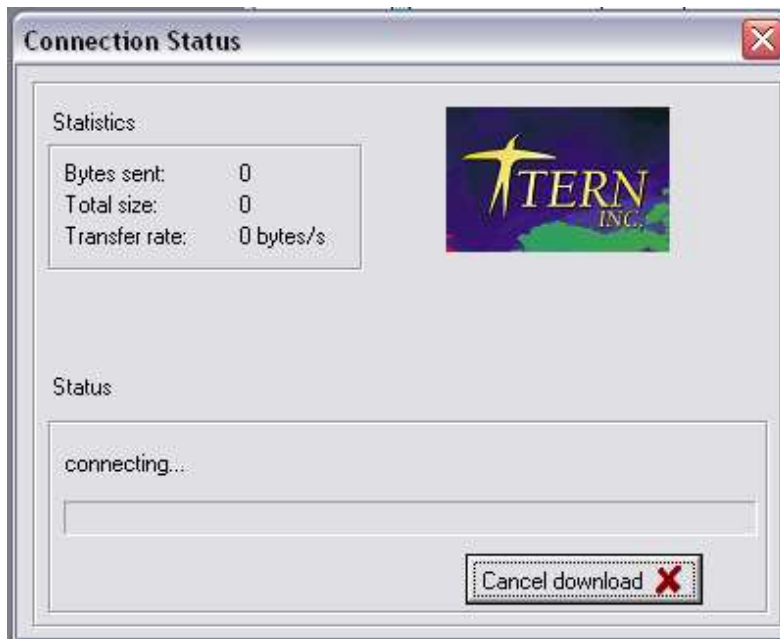 Connection Status
Statistics
Bytes sent: 0
Total size: 0
Transfer rate: 0 bytes/s
TERN
INC.
Status
connecting...
Cancel download